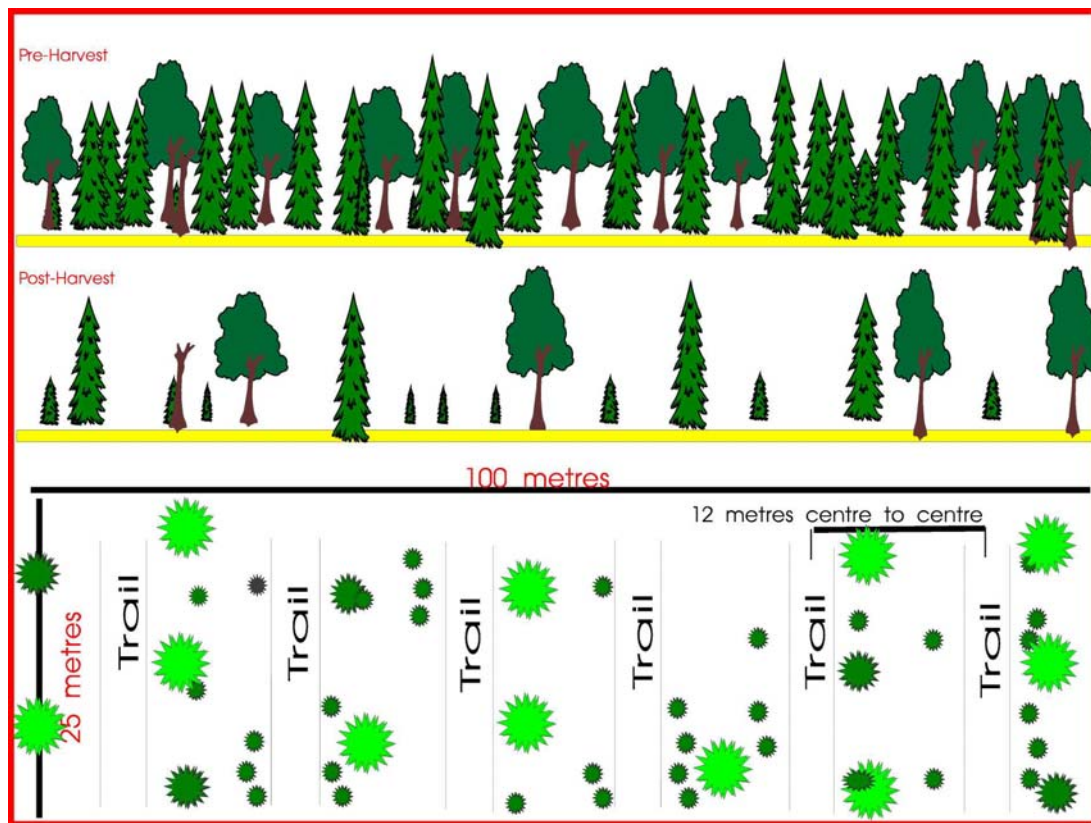 Pre-Harvest
Post-Harvest
100 metres
12 metres centre to centre
25 metres
Trail
Trail
Trail
Trail
Trail
Trail